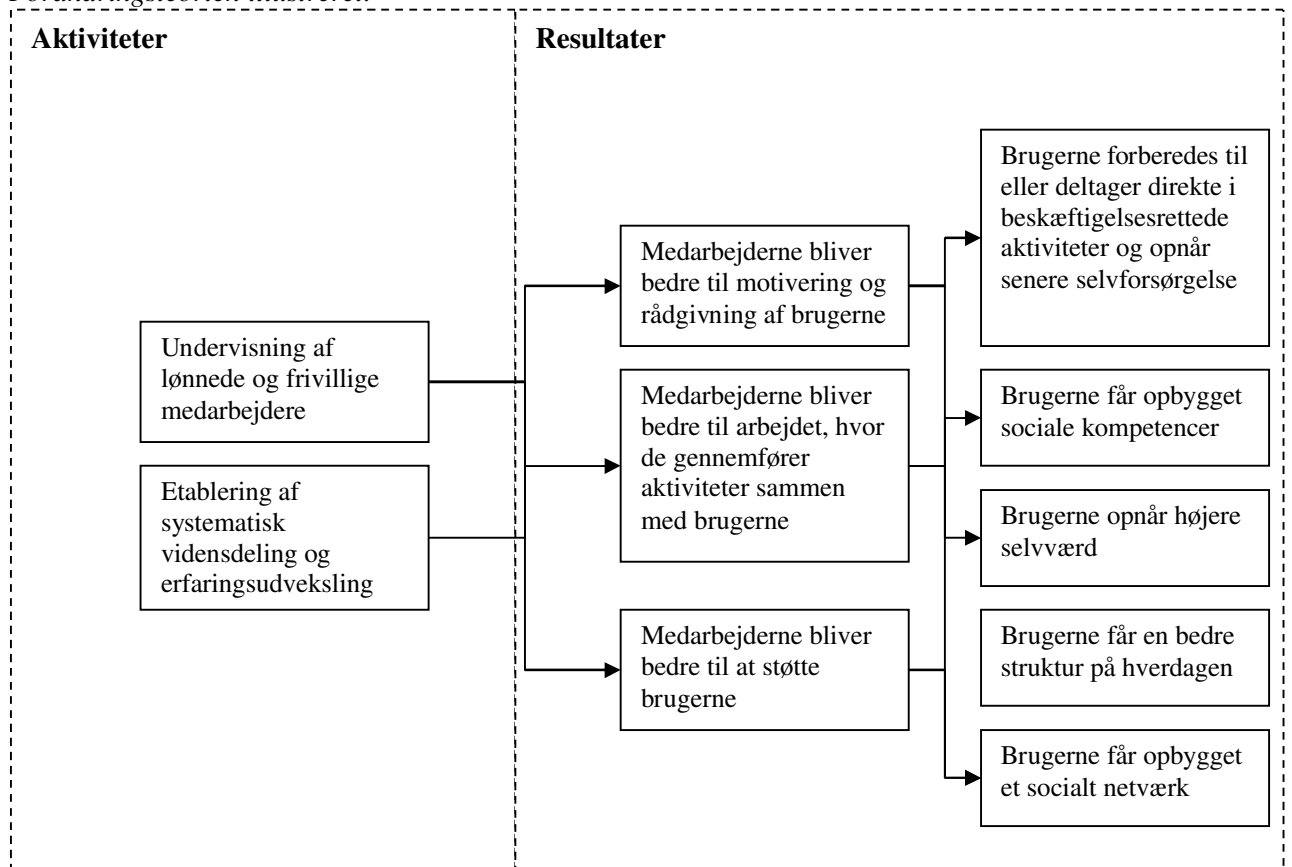 Aktiviteter
Resultater
Undervisning af
lønnede og frivillige
medarbejdere
Etablering af
systematisk
vidensdeling og
erfaringsudveksling
Medarbejderne bliver
bedre til motivering og
rådgivning af brugerne
Medarbejderne bliver
bedre til arbejdet, hvor
de gennemfører
aktiviteter sammen
med brugerne
Medarbejderne bliver
bedre til at støtte
brugerne
Brugerne forberedes til
eller deltager direkte i
beskæftigelsesrettede
aktiviteter og opnår
senere selvforsørgelse
Brugerne får opbygget
sociale kompetencer
Brugerne opnår højere
selvværd
Brugerne får en bedre
struktur på hverdagen
Brugerne får opbygget
et socialt netværk